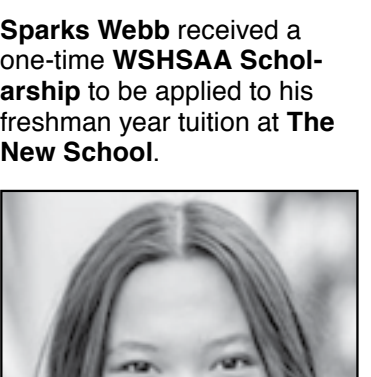 Sparks Webb received a
one-time WSHSAA Schol-
arship to be applied to his
freshman year tuition at The
New School.